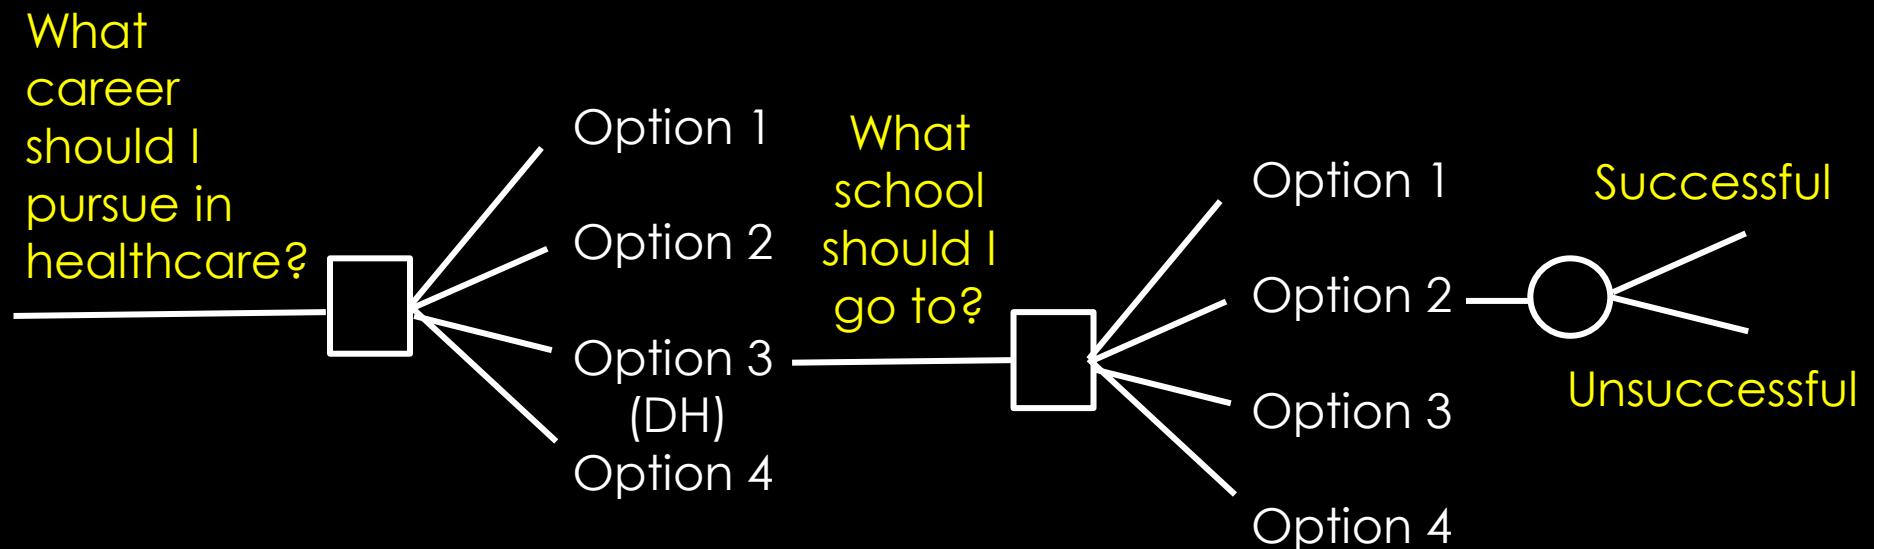 What
career
should I
pursue in
healthcare?
Option 1
Option 2
Option 3
(DH)
Option 4
What
school
should I
go to?
Option 1
Option 2
Option 3
Option 4
Successful
Unsuccessful